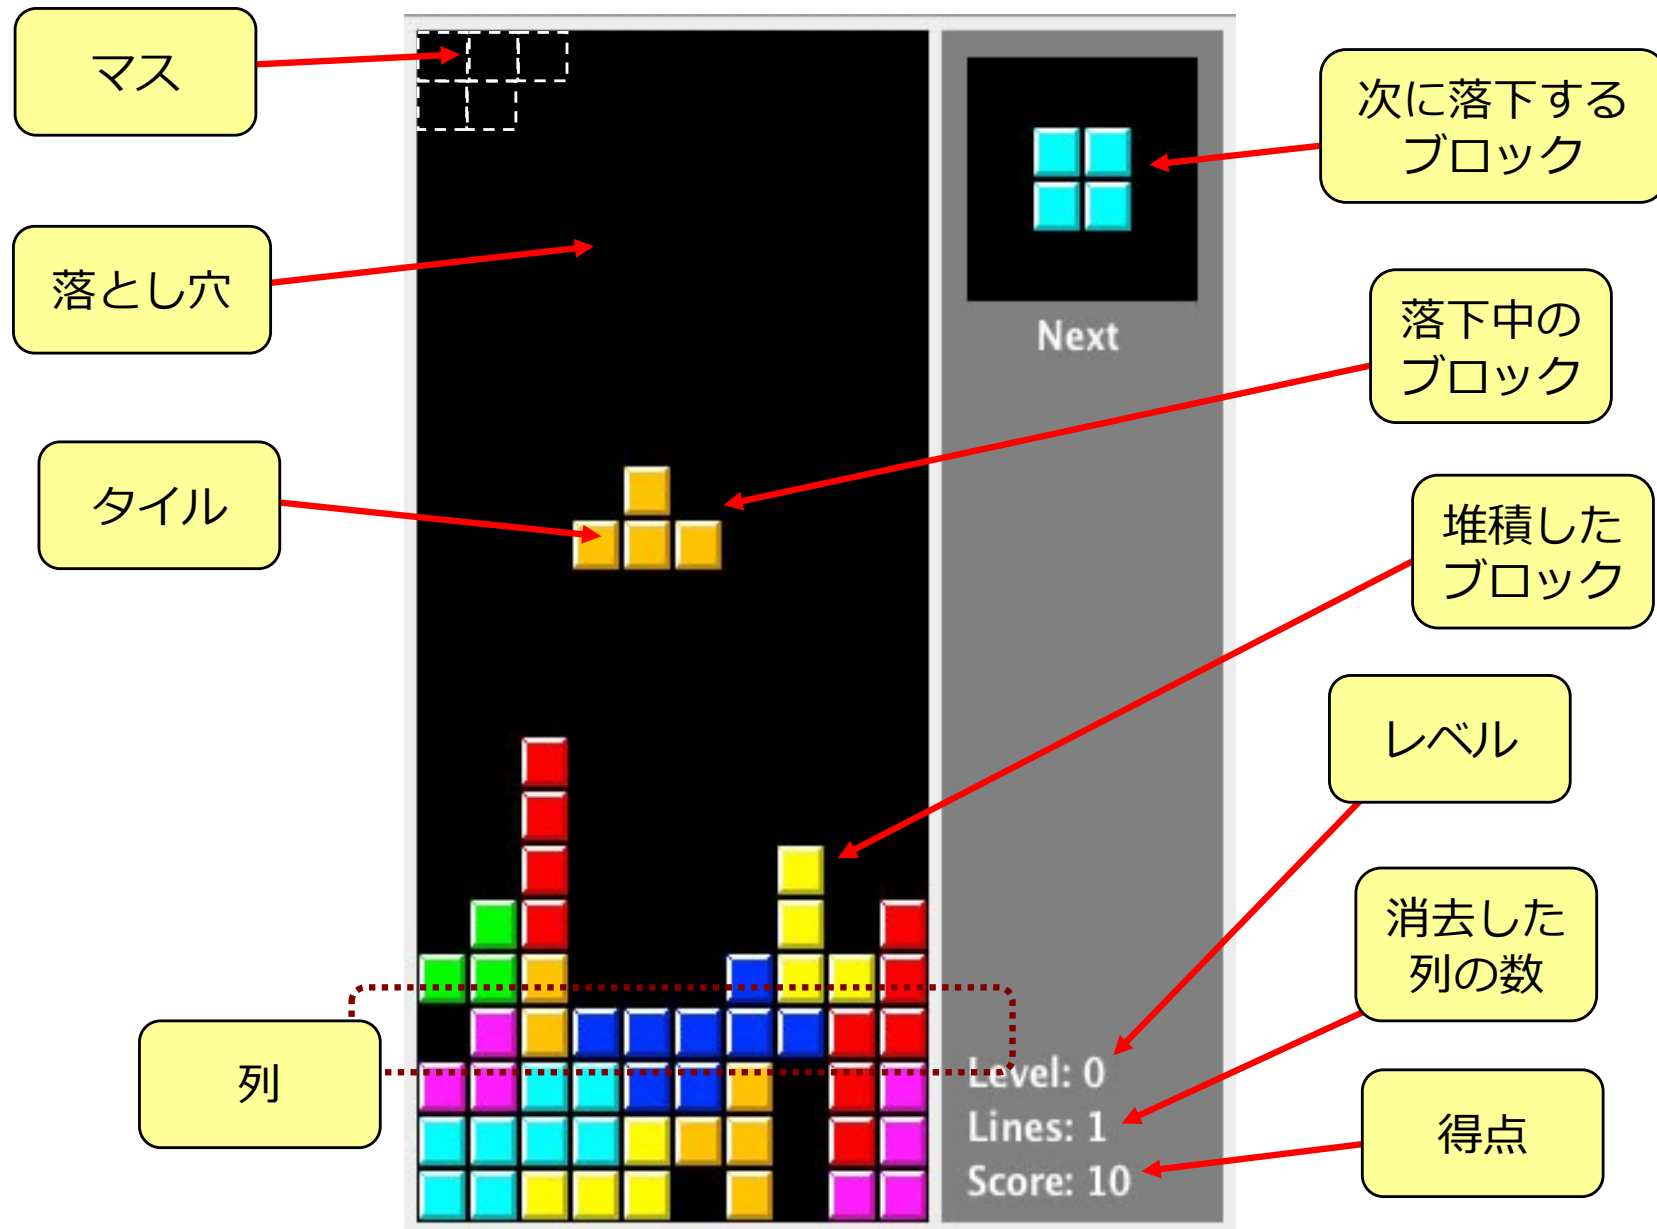 マス
落とし穴
タイル
列
Next
Level: 0
Lines: 1
Score: 10
次に落下する
ブロック
落下中の
ブロック
堆積した
ブロック
レベル
消去した
列の数
得点